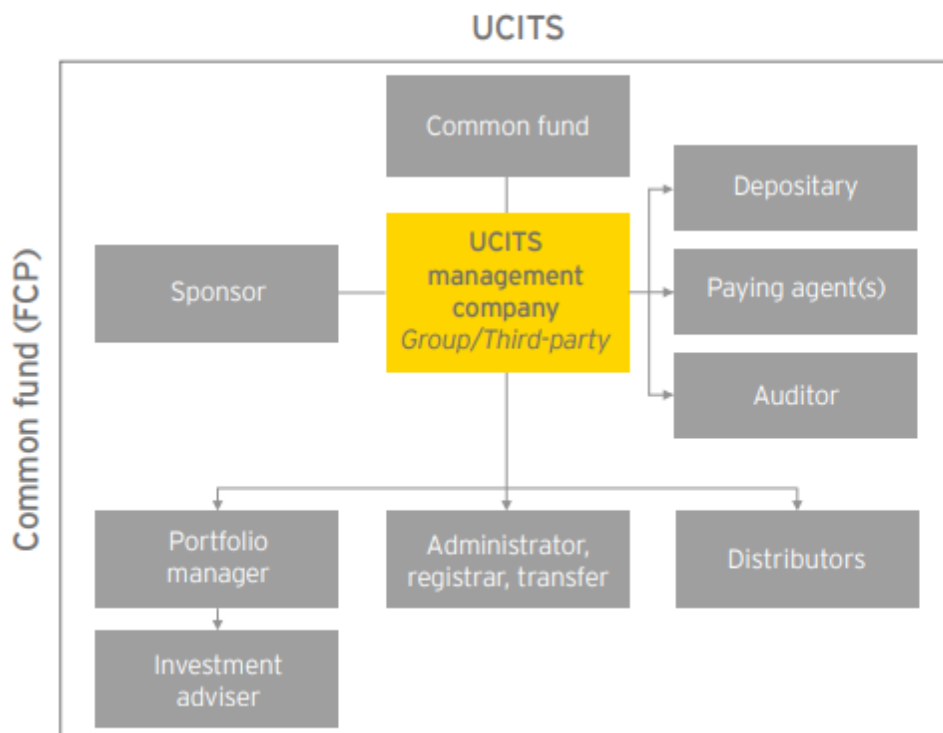 UCITS
Common fund (FCP)
Common fund
Depositary
UCITS
management
company
Group/Third-party
Sponsor
Paying agent(s)
Auditor
Portfolio
manager
Administrator,
registrar, transfer
Distributors
Investment
adviser